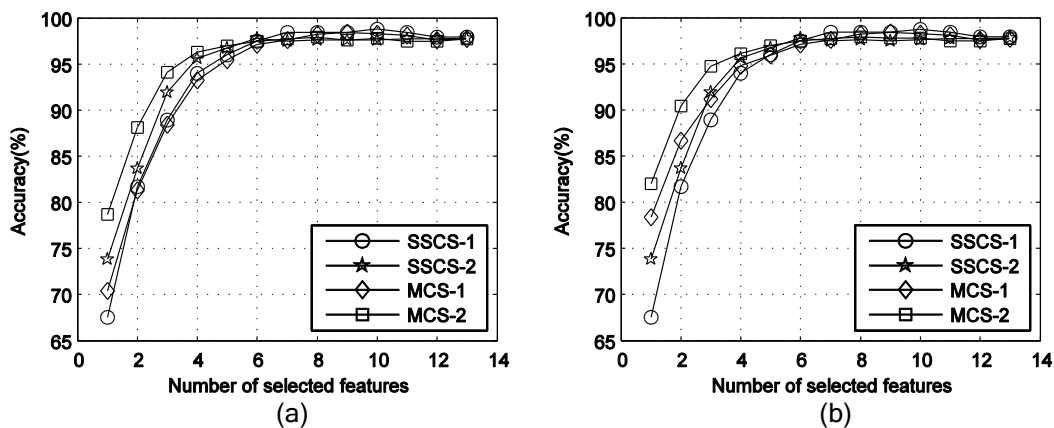 100
95
90
85
80
75
70
65
0 2 4 6 8 10 12 14
Accuracy(%)
Number of selected features
SSCS-1
SSCS-2
MCS-1
MCS-2
(a)
100
95
90
85
80
75
70
65
0 2 4 6 8 10 12 14
Accuracy(%)
Number of selected features
SSCS-1
SSCS-2
MCS-1
MCS-2
(b)